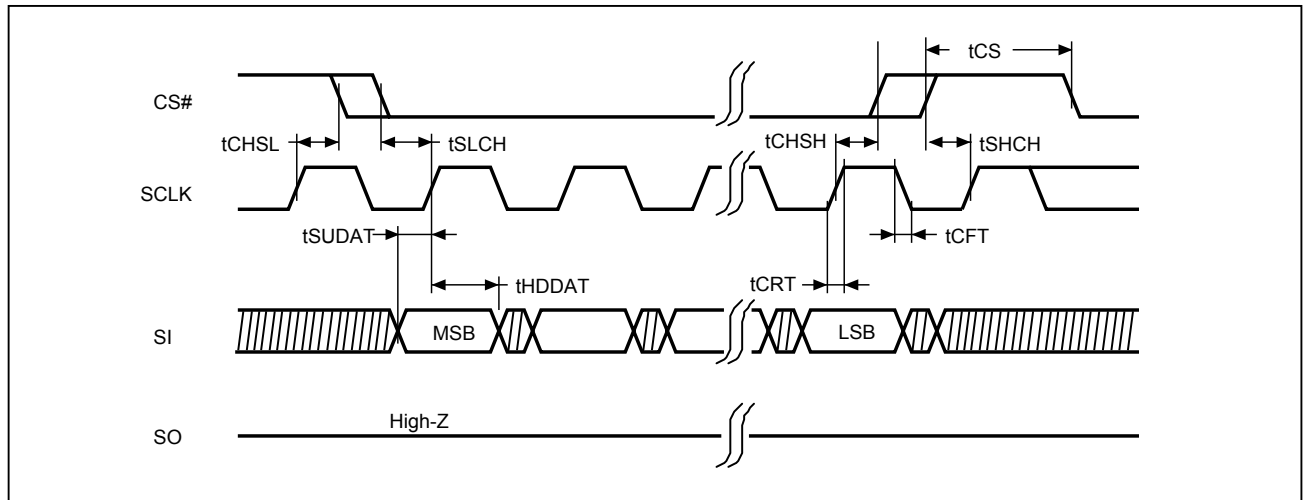 tCS
CS#
tCHSL
tSLCH
tCHSH
tSHCH
SCLK
tSUDAT
tCFT
tHDDAT
tCRT
SI
MSB
LSB
High-Z
SO